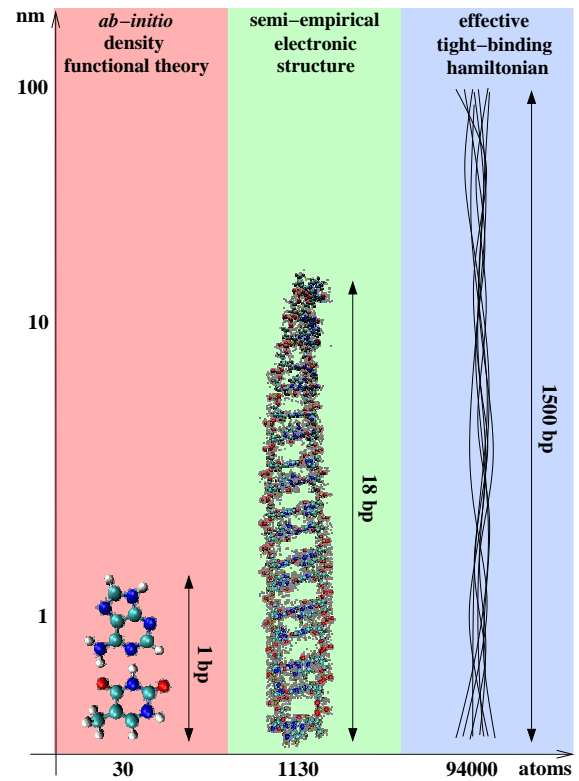 nm
ab−initio
density
functional theory
semi−empirical
electronic
structure
effective
tight−binding
hamiltonian
100
10
1
1 bp
18 bp
1500 bp
30
1130
94000
atoms